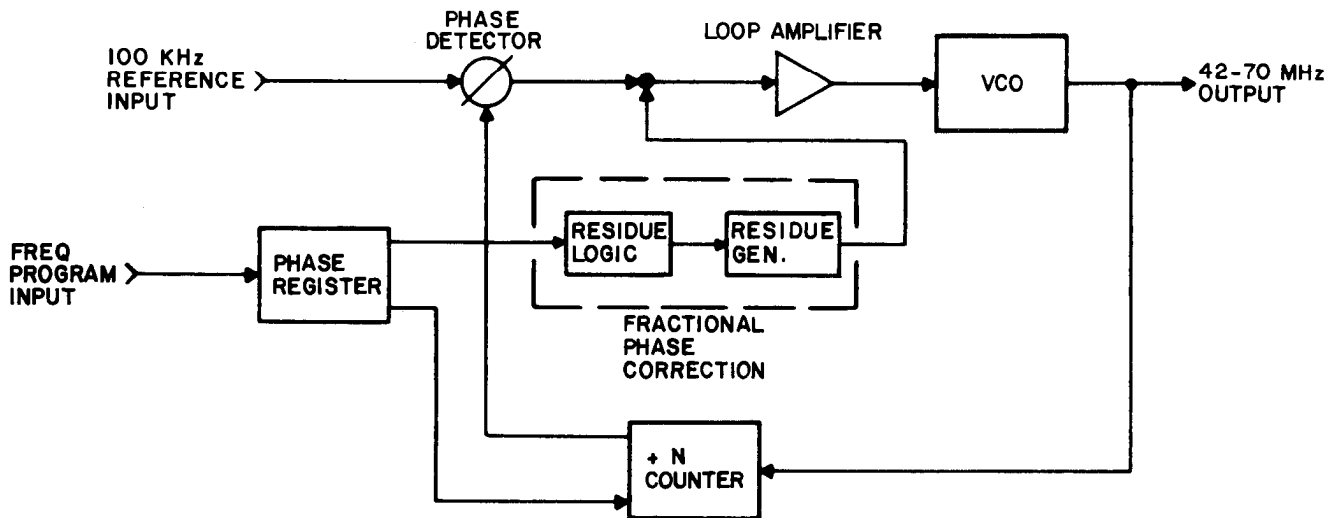 PHASE
DETECTOR
LOOP AMPLIFIER
100 KHz
REFERENCE
INPUT
VCO
42-70 MHz
OUTPUT
FREQ
PROGRAM
INPUT
PHASE
REGISTER
RESIDUE
LOGIC
RESIDUE
GEN.
FRACTIONAL
PHASE
CORRECTION
+ N
COUNTER